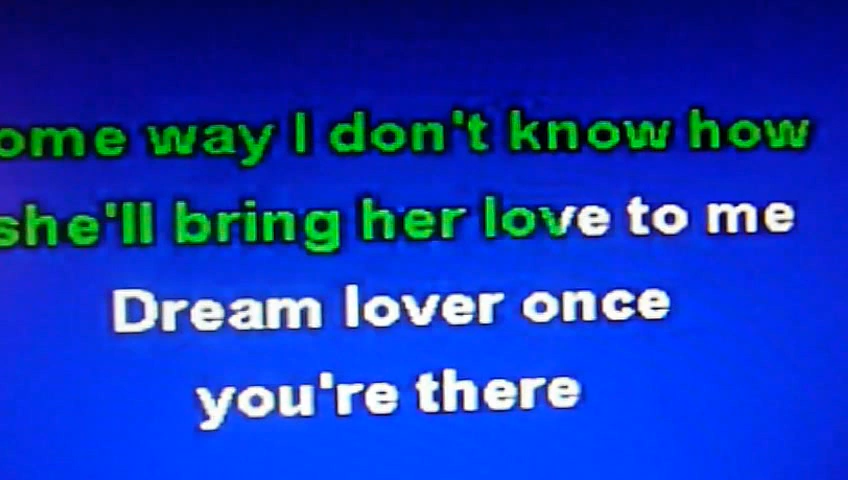 ome way I don't know how
she'll bring her love to me
Dream lover once
you're there